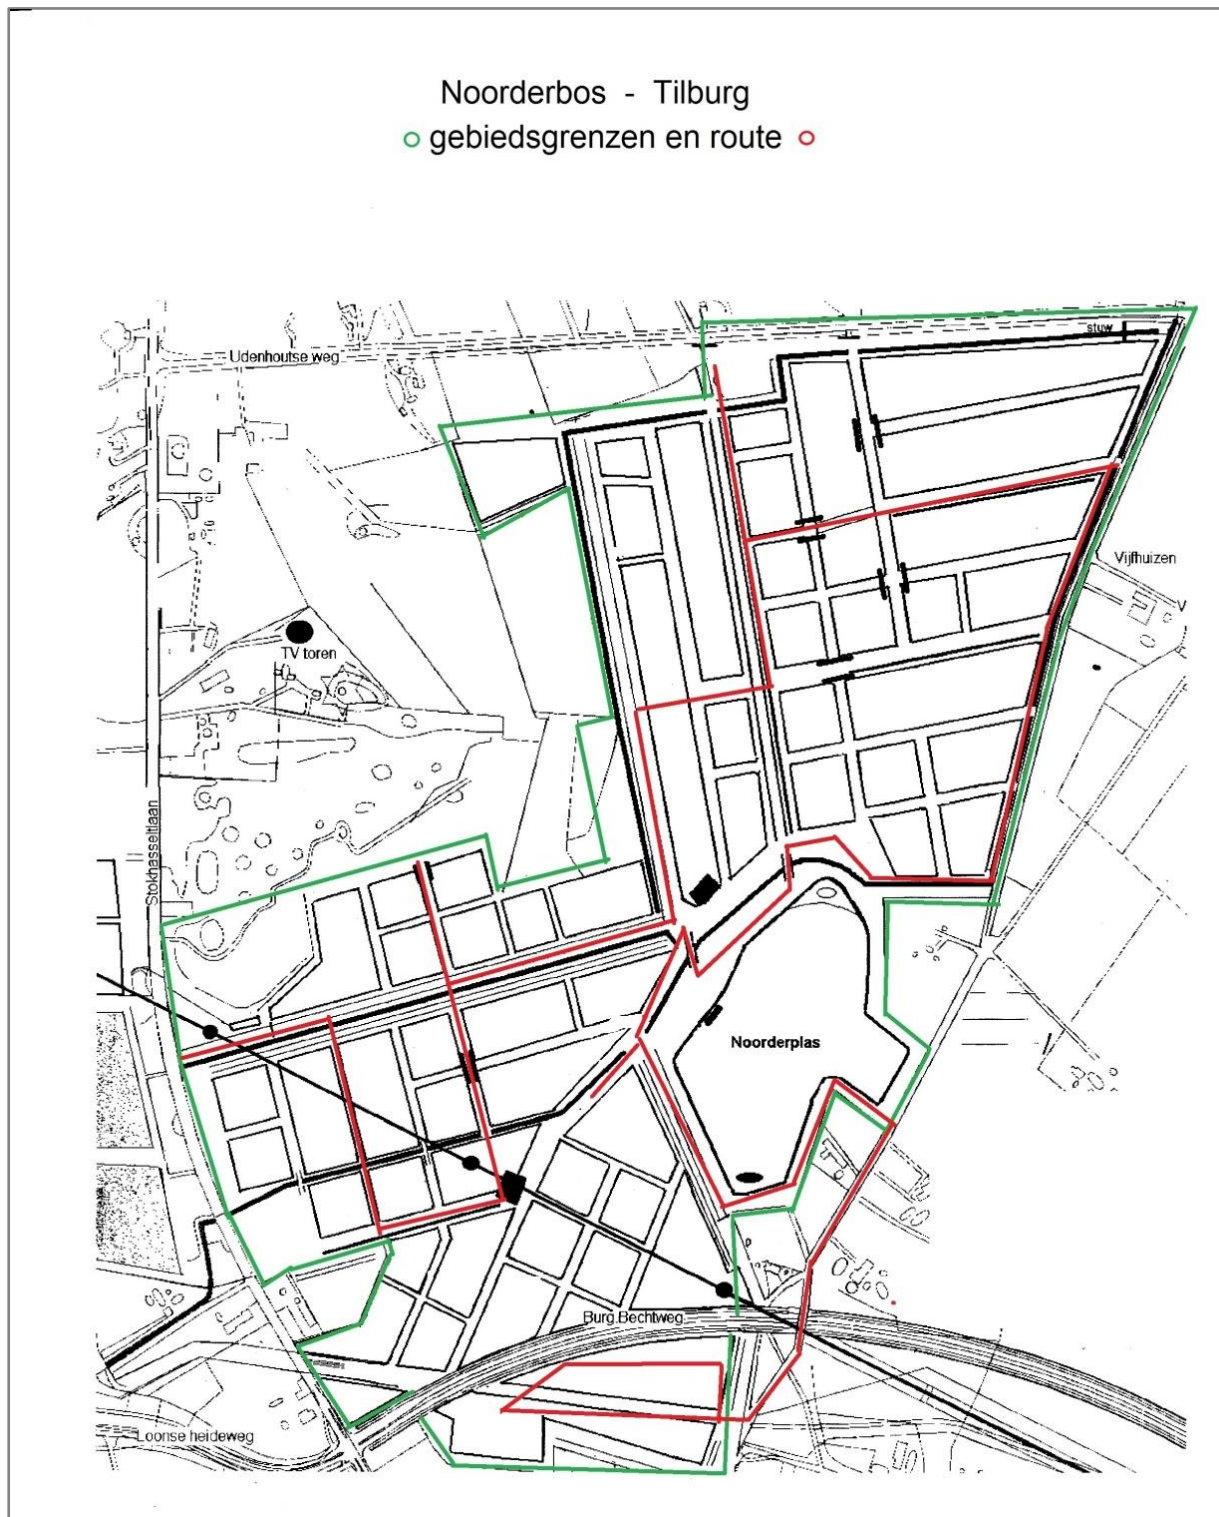 Noorderbos - Tilburg
gebiedsgrenzen en route
stuw
Udenhoutse weg
Vijfhuizen
V
TV toren
Stokhasseltlaan
Noorderplas
Burg.Bechtweg
Loonse heideweg